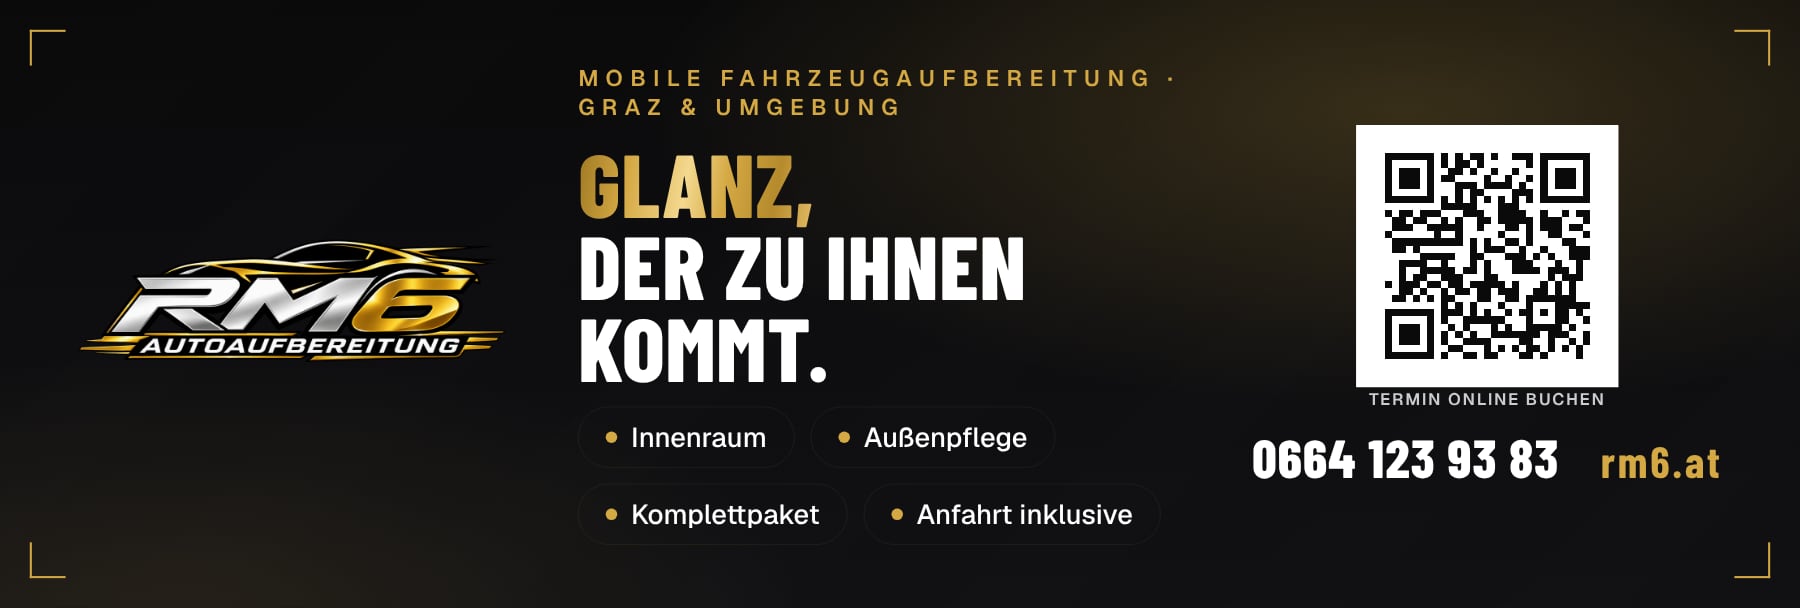 RM6
AUTOAUFBEREITUNG
MOBILE FAHRZEUGAUFBEREITUNG ·
GRAZ & UMGEBUNG
GLANZ,
DER ZU IHNEN
KOMMT.
Innenraum
Außenpflege
Komplettpaket
Anfahrt inklusive
TERMIN ONLINE BUCHEN
0664 123 93 83 rm6.at